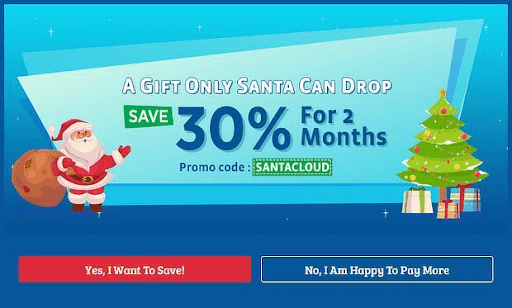 A Gift Only Santa Can Drop
SAVE 30% For 2 Months
Promo code : SANTACLOUD
Yes, I Want To Save!
No, I Am Happy To Pay More